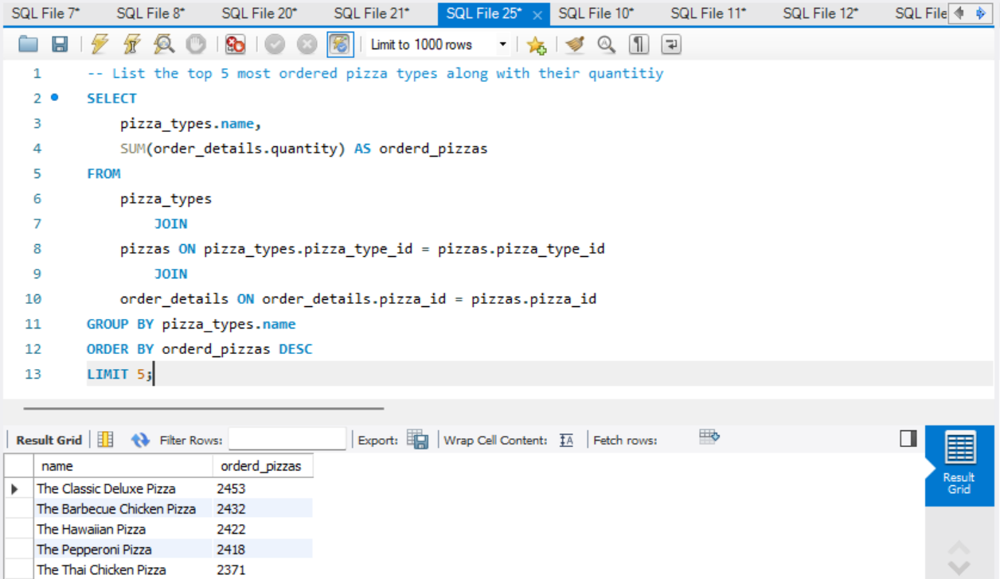 SQL File 7* SQL File 8* SQL File 20* SQL File 21* SQL File 25* SQL File 10* SQL File 11* SQL File 12* SQL File
Limit to 1000 rows
1 -- List the top 5 most ordered pizza types along with their quantitiy
2 SELECT
3 pizza_types.name,
4 SUM(order_details.quantity) AS orderd_pizzas
5 FROM
6 pizza_types
7 JOIN
8 pizzas ON pizza_types.pizza_type_id = pizzas.pizza_type_id
9 JOIN
10 order_details ON order_details.pizza_id = pizzas.pizza_id
11 GROUP BY pizza_types.name
12 ORDER BY orderd_pizzas DESC
13 LIMIT 5;
Result Grid Filter Rows: Export: Wrap Cell Content: Fetch rows:
name orderd_pizzas
The Classic Deluxe Pizza 2453
The Barbecue Chicken Pizza 2432
The Hawaiian Pizza 2422
The Pepperoni Pizza 2418
The Thai Chicken Pizza 2371
Result
Grid